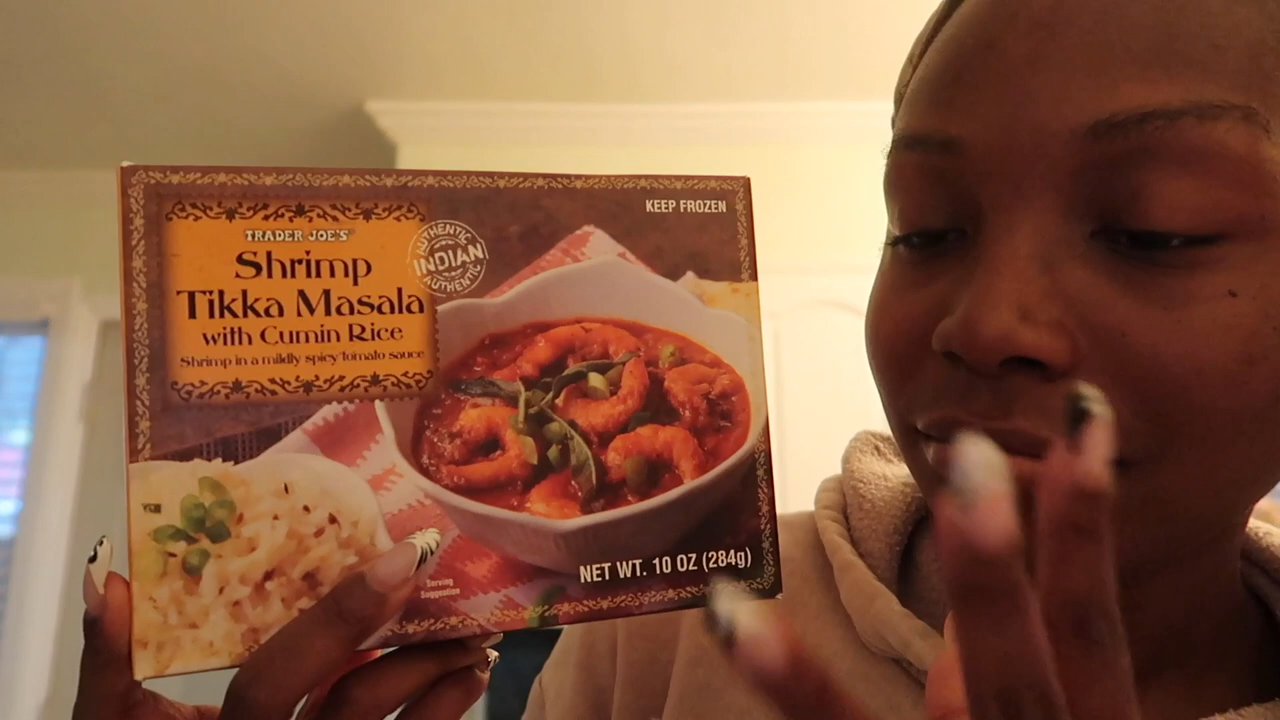 KEEP FROZEN
TRADER JOE'S
Shrimp
Tikka Masala
with Cumin Rice
Shrimp in a mildly spicy tomato sauce
AUTHENTIC
INDIAN
AUTHENTIC
Serving
Suggestion
NET WT. 10 OZ (284g)